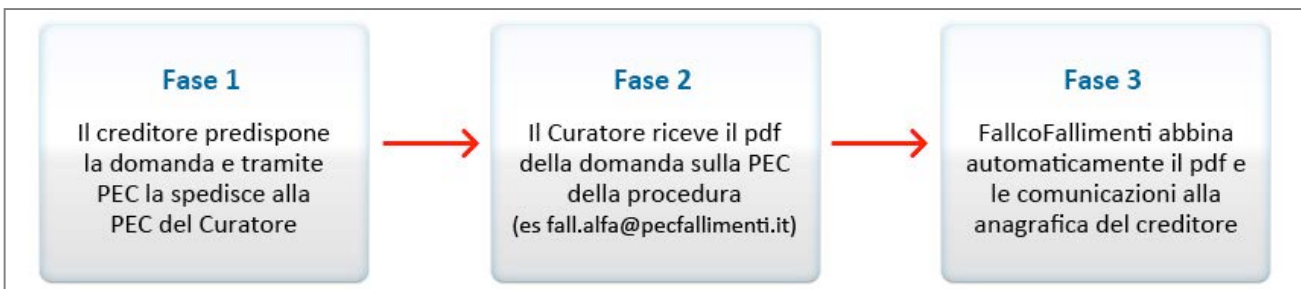 Fase 1
Il creditore predispone
la domanda e tramite
PEC la spedisce alla
PEC del Curatore
Fase 2
Il Curatore riceve il pdf
della domanda sulla PEC
della procedura
(es fall.alfa@pecfallimenti.it)
Fase 3
FallcoFallimenti abbina
automaticamente il pdf e
le comunicazioni alla
anagrafica del creditore